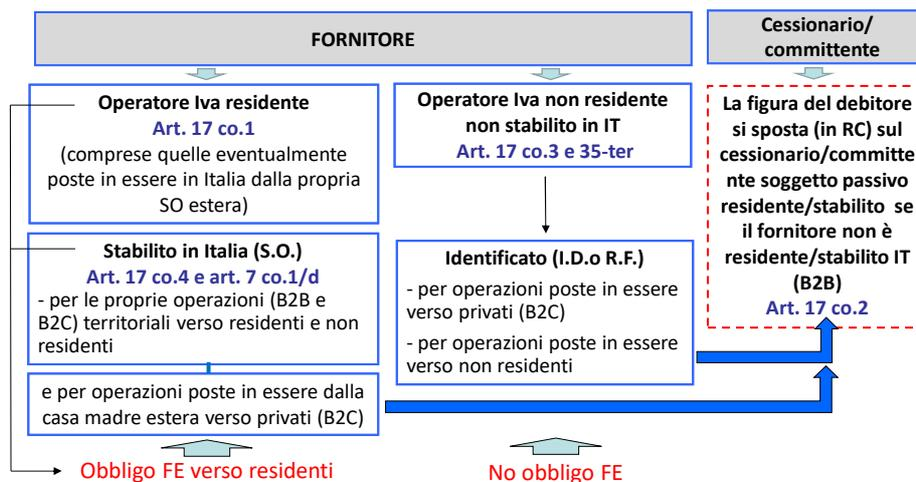 FORNITORE
Cessionario/
committente
Operatore Iva residente
Art. 17 co.1
(comprese quelle eventualmente
poste in essere in Italia dalla propria
SO estera)
Stabilito in Italia (S.O.)
Art. 17 co.4 e art. 7 co.1/d
- per le proprie operazioni (B2B e
B2C) territoriali verso residenti e non
residenti
e per operazioni poste in essere dalla
casa madre estera verso privati (B2C)
Obbligo FE verso residenti
Operatore Iva non residente
non stabilito in IT
Art. 17 co.3 e 35-ter
Identificato (I.D.o R.F.)
- per operazioni poste in essere
verso privati (B2C)
- per operazioni poste in essere
verso non residenti
No obbligo FE
La figura del debitore
si sposta (in RC) sul
cessionario/committe
nte soggetto passivo
residente/stabilito se
il fornitore non è
residente/stabilito IT
(B2B)
Art. 17 co.2